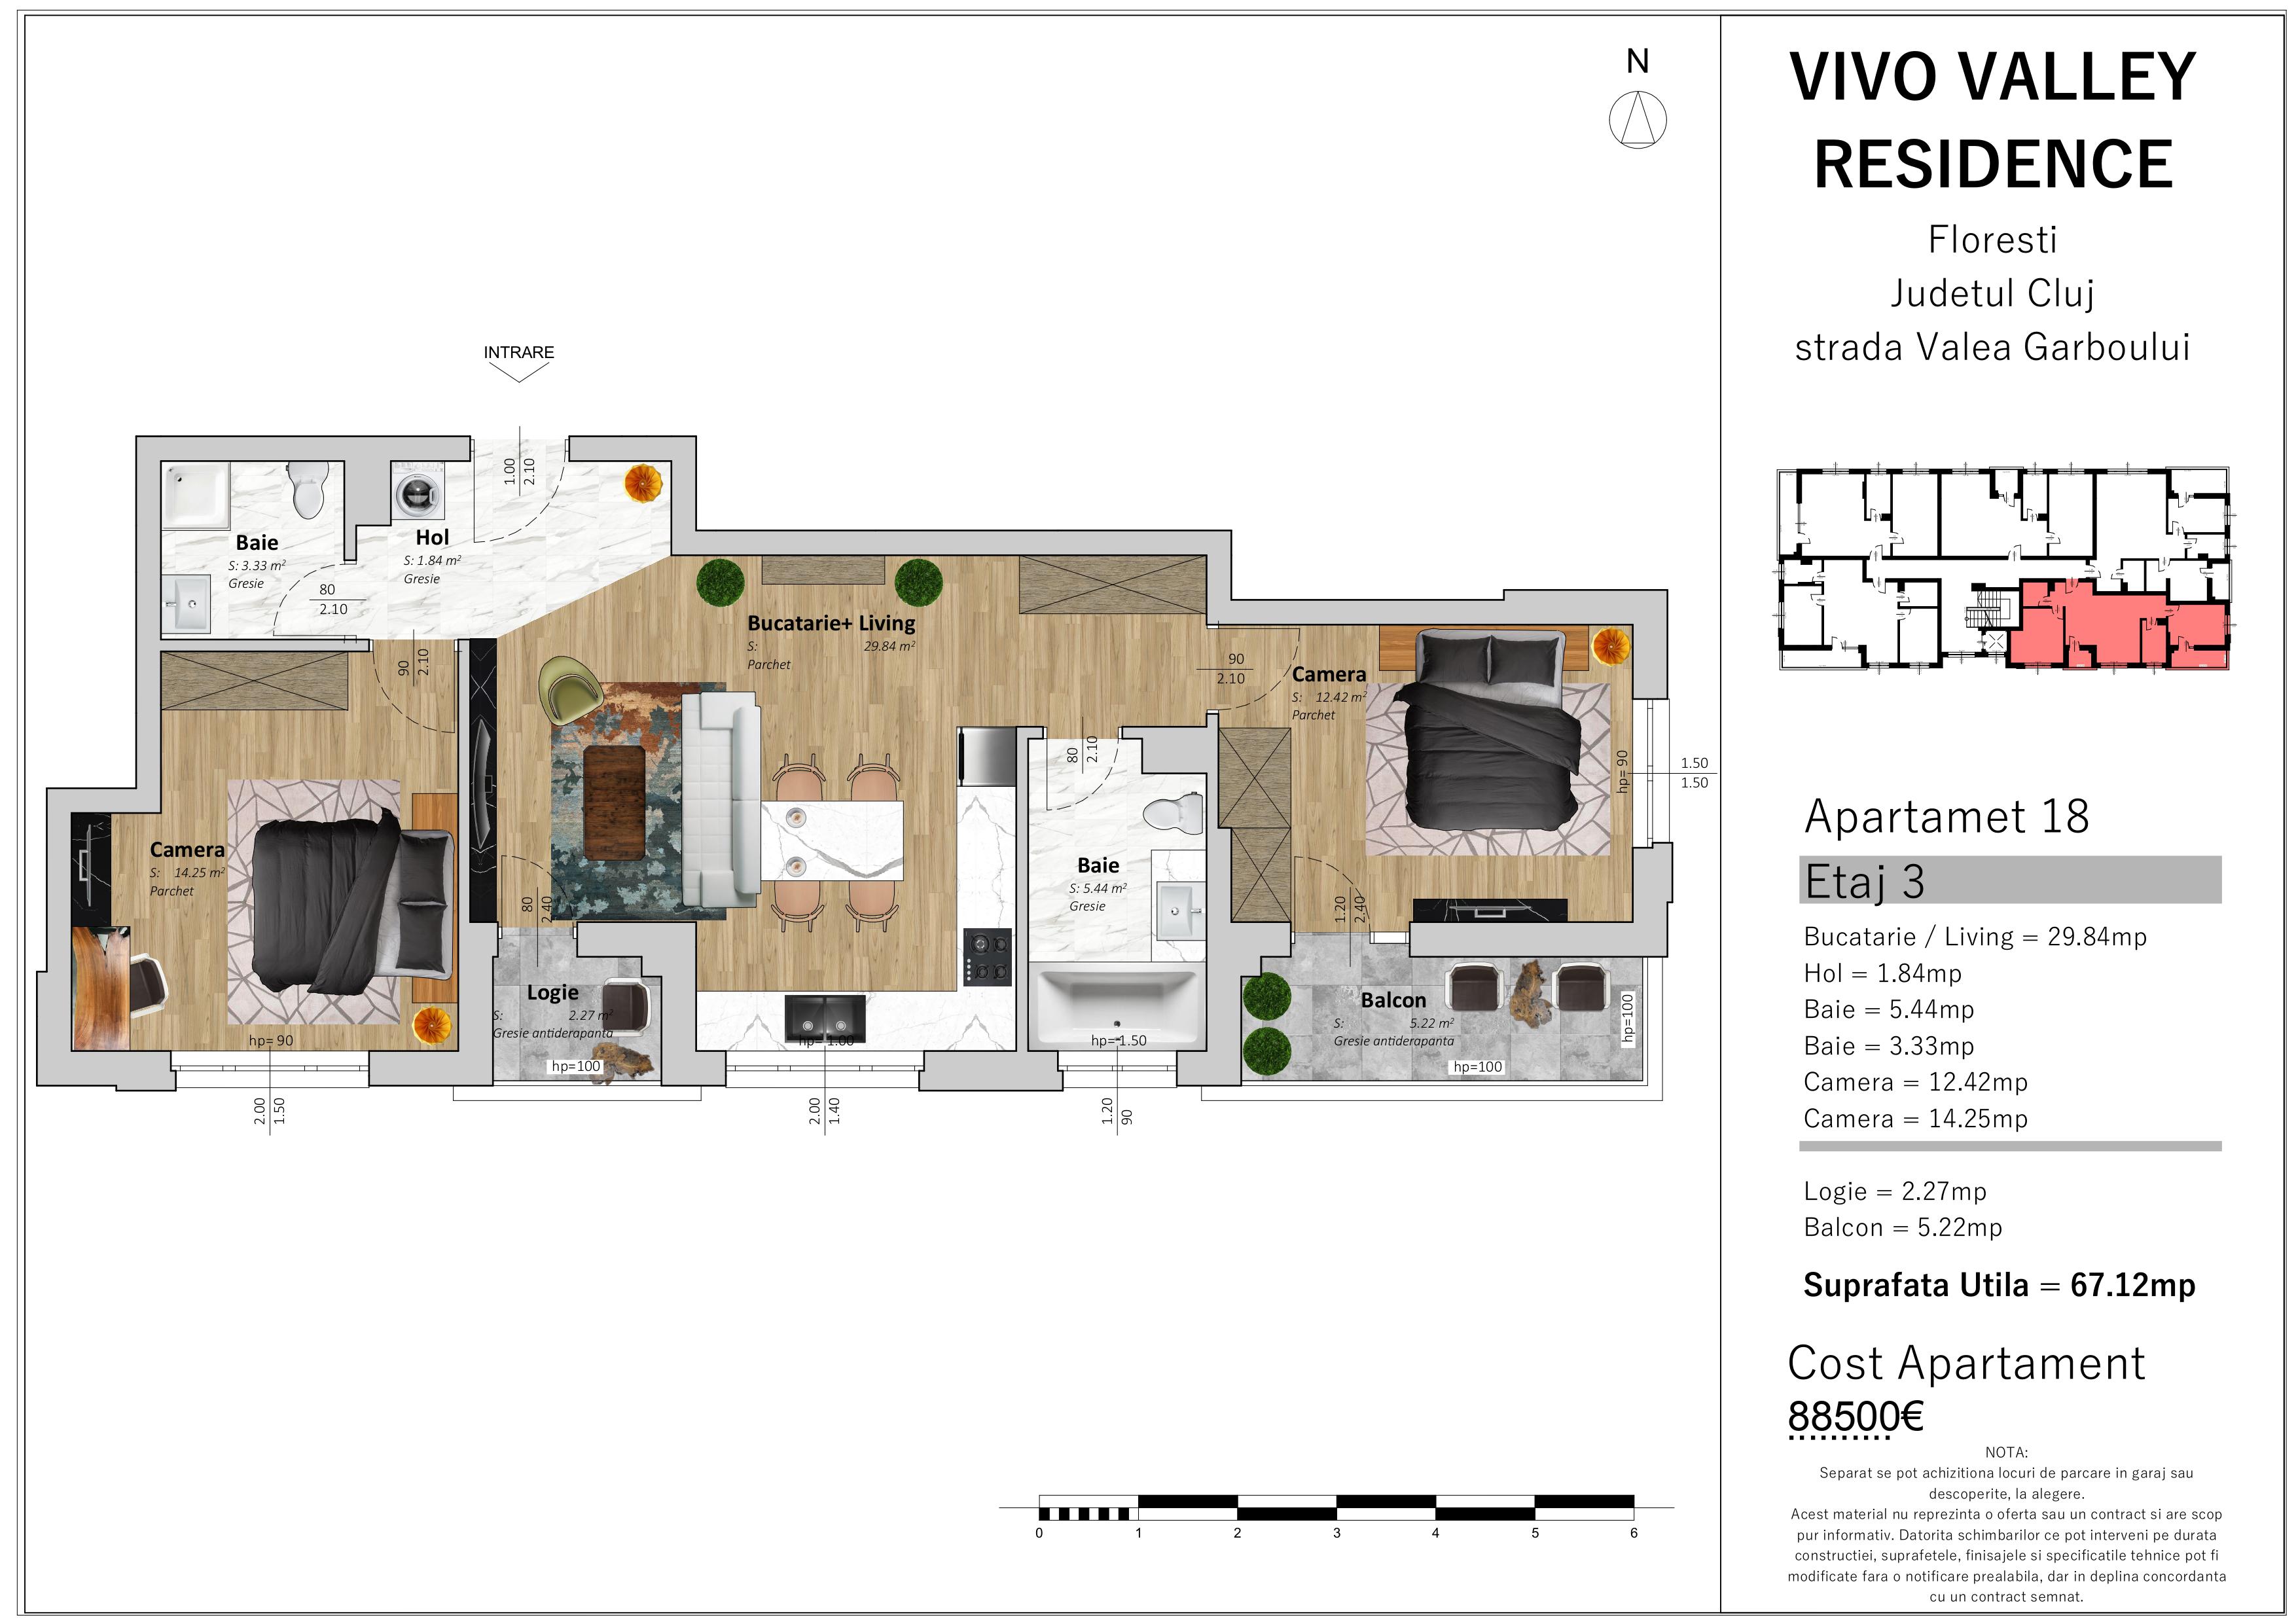 N
INTRARE
1.00
2.10
Baie
S: 3.33 m²
Gresie
80
2.10
Hol
S: 1.84 m²
Gresie
90
2.10
Bucatarie+ Living
S: 29.84 m²
Parchet
90
2.10
Camera
S: 12.42 m²
Parchet
hp= 90
1.50
1.50
80
2.10
Camera
S: 14.25 m²
Parchet
hp= 90
2.00
1.50
80
2.40
Logie
S: 2.27 m²
Gresie antiderapanta
hp=100
hp= 1.00
2.00
1.40
Baie
S: 5.44 m²
Gresie
hp= 1.50
1.20
90
1.20
2.40
Balcon
S: 5.22 m²
Gresie antiderapanta
hp=100
hp=100
0 1 2 3 4 5 6
VIVO VALLEY
RESIDENCE
Floresti
Judetul Cluj
strada Valea Garboului
Apartamet 18
Etaj 3
Bucatarie / Living = 29.84mp
Hol = 1.84mp
Baie = 5.44mp
Baie = 3.33mp
Camera = 12.42mp
Camera = 14.25mp
Logie = 2.27mp
Balcon = 5.22mp
Suprafata Utila = 67.12mp
Cost Apartament
88500€
NOTA:
Separat se pot achizitiona locuri de parcare in garaj sau
descoperite, la alegere.
Acest material nu reprezinta o oferta sau un contract si are scop
pur informativ. Datorita schimbarilor ce pot interveni pe durata
constructiei, suprafetele, finisajele si specificatile tehnice pot fi
modificate fara o notificare prealabila, dar in deplina concordanta
cu un contract semnat.